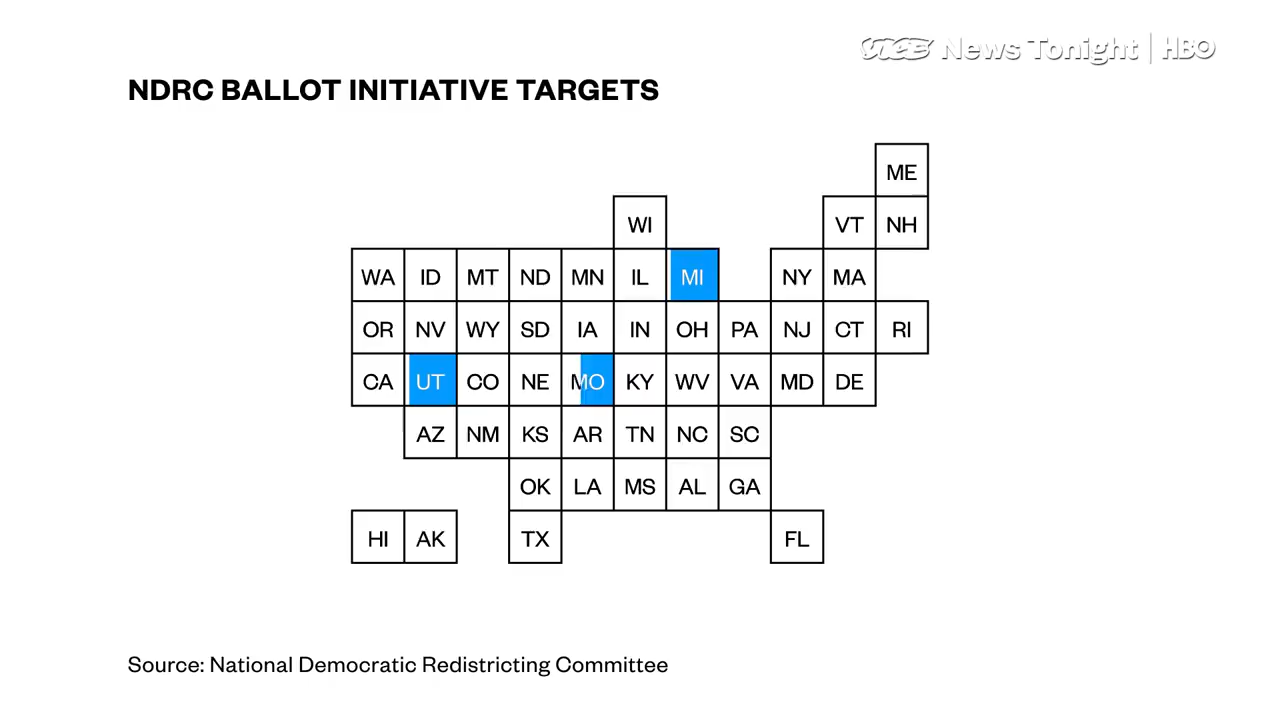 VICE News Tonight | HBO
NDRC BALLOT INITIATIVE TARGETS
ME
WI VT NH
WA ID MT ND MN IL MI NY MA
OR NV WY SD IA IN OH PA NJ CT RI
CA UT CO NE MO KY WV VA MD DE
AZ NM KS AR TN NC SC
OK LA MS AL GA
HI AK TX FL
Source: National Democratic Redistricting Committee